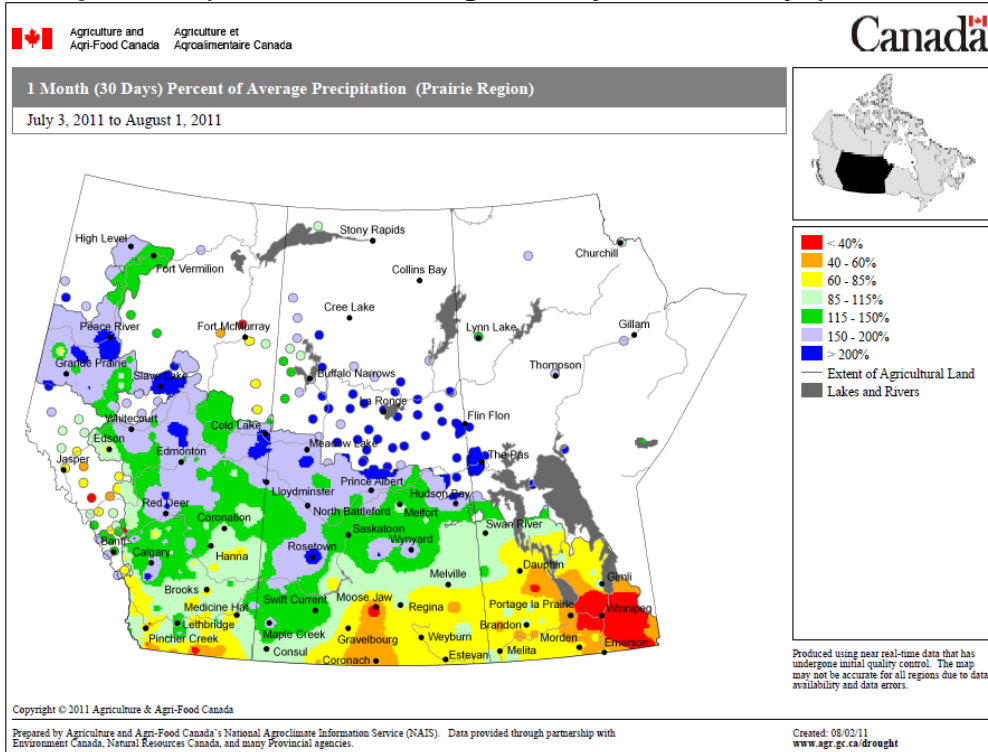 Agriculture and Agri-Food Canada
Agriculture et Agroalimentaire Canada
Canada
1 Month (30 Days) Percent of Average Precipitation (Prairie Region)
July 3, 2011 to August 1, 2011
High Level
Fort Vermilion
Stony Rapids
Churchill
Collins Bay
Cree Lake
Peace River
Fort McMurray
Lynn Lake
Gillam
Grande Prairie
Slave Lake
Buffalo Narrows
Thompson
La Ronge
Flin Flon
Whitecourt
Cold Lake
Edson
Meadow Lake
Jasper
Edmonton
The Pas
Lloydminster
Prince Albert
Hudson Bay
Red Deer
North Battleford
Melfort
Coronation
Saskatoon
Swan River
Banff
Calgary
Hanna
Rosetown
Wynyard
Dauphin
Melville
Gimli
Brooks
Swift Current
Moose Jaw
Regina
Portage la Prairie
Winnipeg
Medicine Hat
Lethbridge
Maple Creek
Gravelbourg
Weyburn
Brandon
Morden
Emerson
Pincher Creek
Consul
Coronach
Estevan
Melita
< 40%
40 - 60%
60 - 85%
85 - 115%
115 - 150%
150 - 200%
> 200%
Extent of Agricultural Land
Lakes and Rivers
Produced using near real-time data that has
undergone initial quality control. The map
may not be accurate for all regions due to data
availability and data errors.
Copyright © 2011 Agriculture & Agri-Food Canada
Prepared by Agriculture and Agri-Food Canada's National Agroclimate Information Service (NAIS). Data provided through partnership with
Environment Canada, Natural Resources Canada, and many Provincial agencies.
Created: 08/02/11
www.agr.gc.ca/drought